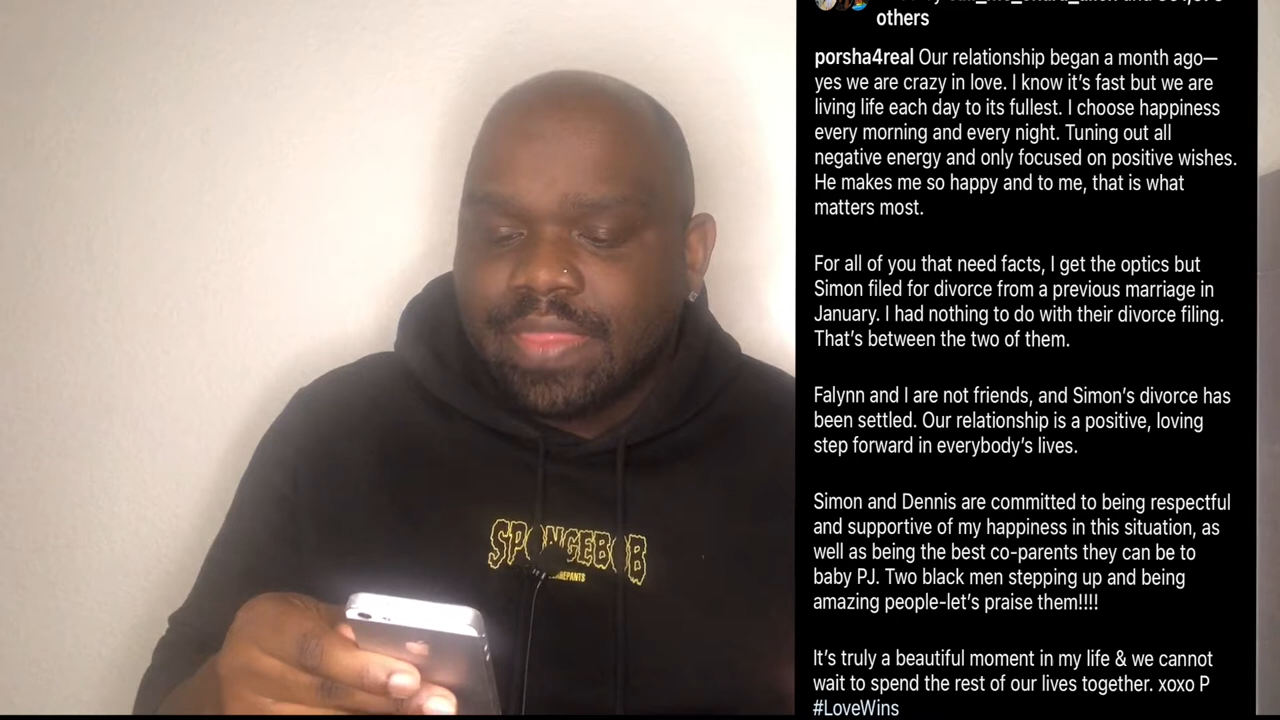 others
porsha4real Our relationship began a month ago—
yes we are crazy in love. I know it's fast but we are
living life each day to its fullest. I choose happiness
every morning and every night. Tuning out all
negative energy and only focused on positive wishes.
He makes me so happy and to me, that is what
matters most.
For all of you that need facts, I get the optics but
Simon filed for divorce from a previous marriage in
January. I had nothing to do with their divorce filing.
That's between the two of them.
Falynn and I are not friends, and Simon's divorce has
been settled. Our relationship is a positive, loving
step forward in everybody's lives.
Simon and Dennis are committed to being respectful
and supportive of my happiness in this situation, as
well as being the best co-parents they can be to
baby PJ. Two black men stepping up and being
amazing people-let's praise them!!!!
It's truly a beautiful moment in my life & we cannot
wait to spend the rest of our lives together. xoxo P
#LoveWins
SPONGEBOB